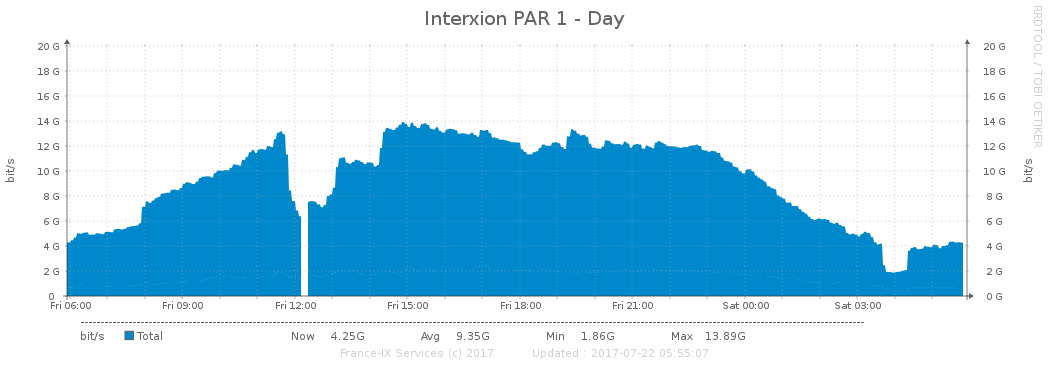 Interxion PAR 1 - Day
RRDTOOL / TOBI OETIKER
20 G 20 G
18 G 18 G
16 G 16 G
14 G 14 G
12 G 12 G
10 G 10 G
8 G 8 G
6 G 6 G
4 G 4 G
2 G 2 G
0 0 G
bit/s bit/s
Fri 06:00 Fri 09:00 Fri 12:00 Fri 15:00 Fri 18:00 Fri 21:00 Sat 00:00 Sat 03:00
bit/s Total Now 4.25G Avg 9.35G Min 1.86G Max 13.89G
France-IX Services (c) 2017 Updated : 2017-07-22 05:55:07